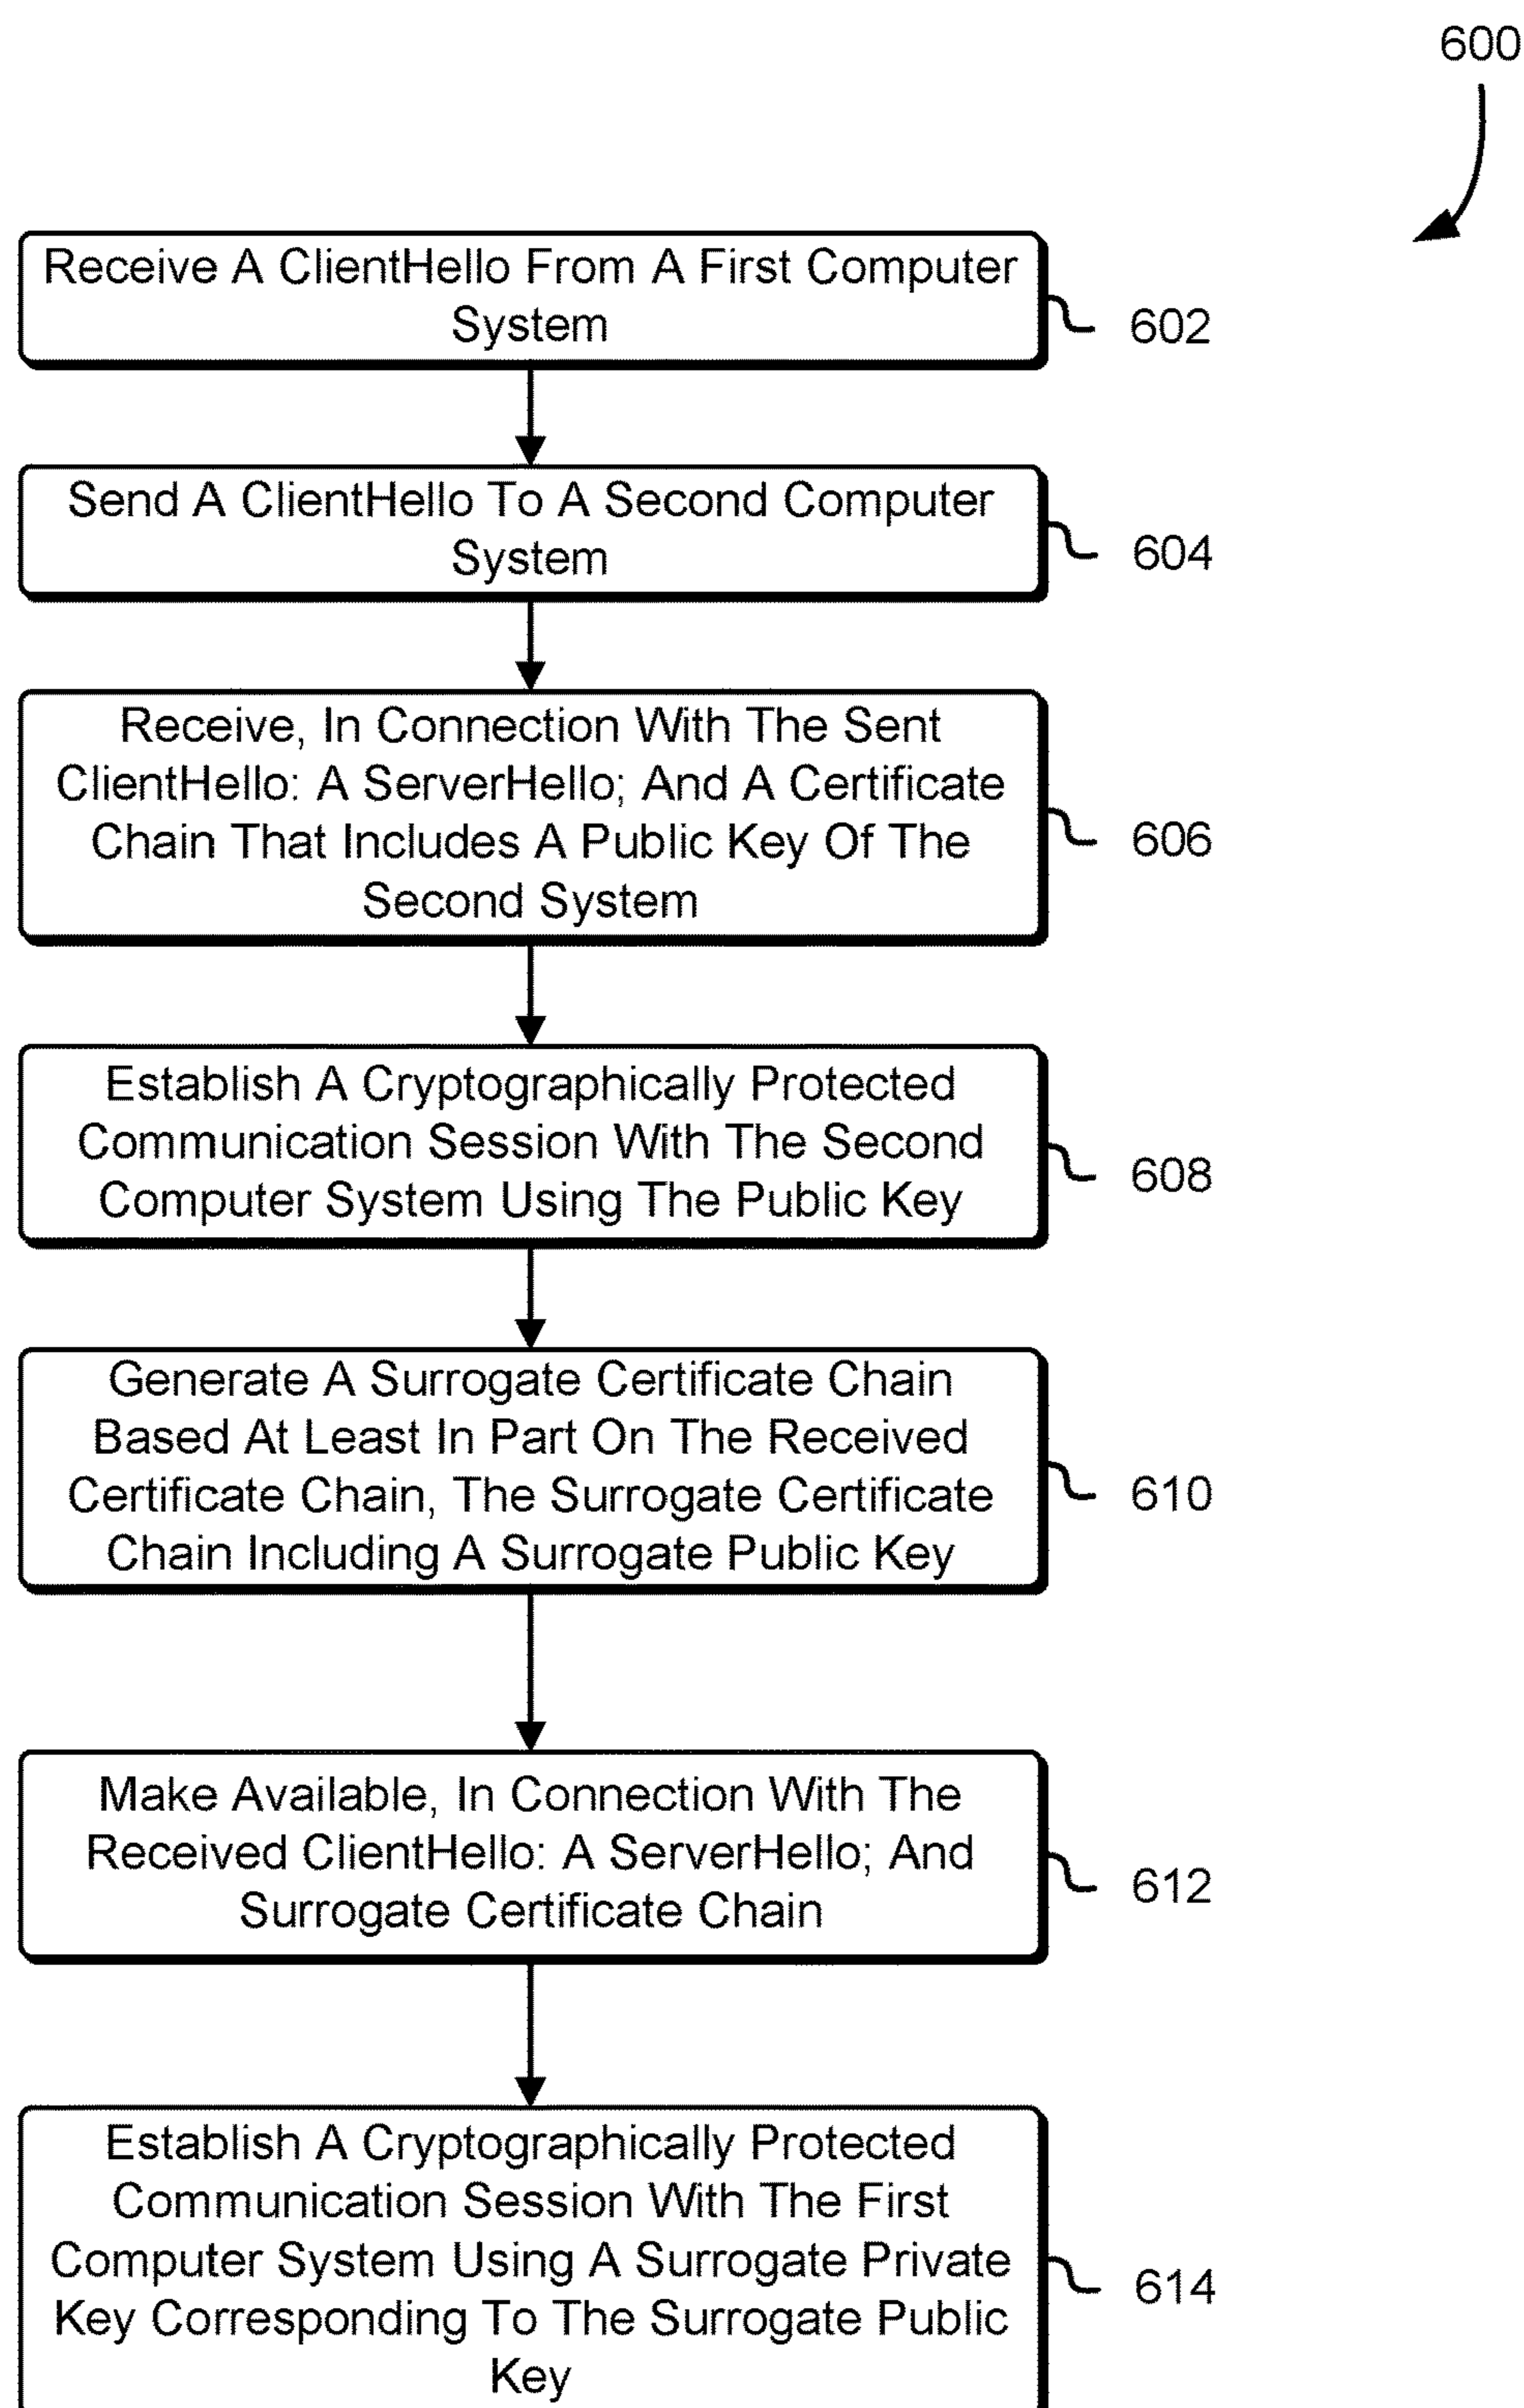 600
Receive A ClientHello From A First Computer
System
602
Send A ClientHello To A Second Computer
System
604
Receive, In Connection With The Sent
ClientHello: A ServerHello; And A Certificate
Chain That Includes A Public Key Of The
Second System
606
Establish A Cryptographically Protected
Communication Session With The Second
Computer System Using The Public Key
608
Generate A Surrogate Certificate Chain
Based At Least In Part On The Received
Certificate Chain, The Surrogate Certificate
Chain Including A Surrogate Public Key
610
Make Available, In Connection With The
Received ClientHello: A ServerHello; And
Surrogate Certificate Chain
612
Establish A Cryptographically Protected
Communication Session With The First
Computer System Using A Surrogate Private
Key Corresponding To The Surrogate Public
Key
614